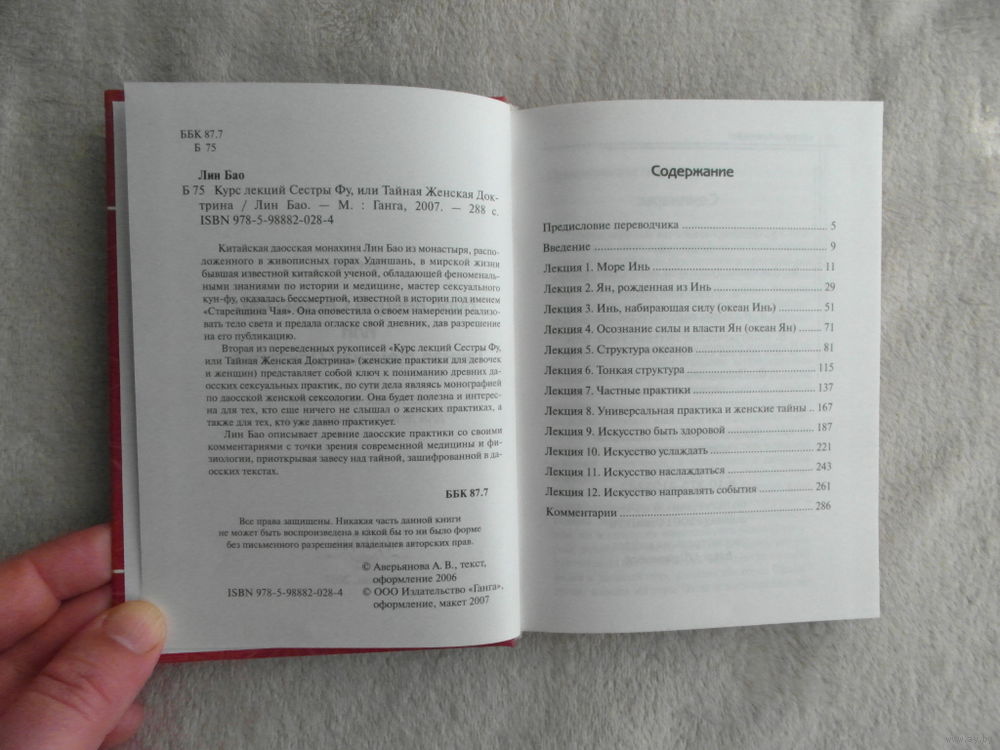 ББК 87.7
Б 75
Лин Бао
Б 75 Курс лекций Сестры Фу, или Тайная Женская Док-
трина / Лин Бао. — М. : Ганга, 2007. — 288 с.
ISBN 978-5-98882-028-4
Китайская даосская монахиня Лин Бао из монастыря, распо-
ложенного в живописных горах Уданшань, в мирской жизни
бывшая известной китайской ученой, обладающей феноменаль-
ными знаниями по истории и медицине, мастер сексуального
кун-фу, оказалась бессмертной, известной в истории под именем
«Старейшина Чая». Она оповестила о своем намерении реализо-
вать тело света и предала огласке свой дневник, дав разрешение
на его публикацию.
Вторая из переведенных рукописей «Курс лекций Сестры Фу,
или Тайная Женская Доктрина» (женские практики для девочек
и женщин) представляет собой ключ к пониманию древних да-
осских сексуальных практик, по сути дела являясь монографией
по даосской женской сексологии. Она будет полезна и интерес-
на для тех, кто еще ничего не слышал о женских практиках, а
также для тех, кто уже давно практикует.
Лин Бао описывает древние даосские практики со своими
комментариями с точки зрения современной медицины и фи-
зиологии, приоткрывая завесу над тайной, зашифрованной в да-
осских текстах.
ББК 87.7
Все права защищены. Никакая часть данной книги
не может быть воспроизведена в какой бы то ни было форме
без письменного разрешения владельцев авторских прав.
© Аверьянова А. В., текст,
оформление 2006
ISBN 978-5-98882-028-4 © ООО Издательство «Ганга»,
оформление, макет 2007
Содержание
Предисловие переводчика 5
Введение 9
Лекция 1. Море Инь 11
Лекция 2. Ян, рожденная из Инь 29
Лекция 3. Инь, набирающая силу (океан Инь) 51
Лекция 4. Осознание силы и власти Ян (океан Ян) 71
Лекция 5. Структура океанов 81
Лекция 6. Тонкая структура 115
Лекция 7. Частные практики 137
Лекция 8. Универсальная практика и женские тайны 167
Лекция 9. Искусство быть здоровой 187
Лекция 10. Искусство услаждать 221
Лекция 11. Искусство наслаждаться 243
Лекция 12. Искусство направлять события 261
Комментарии 286